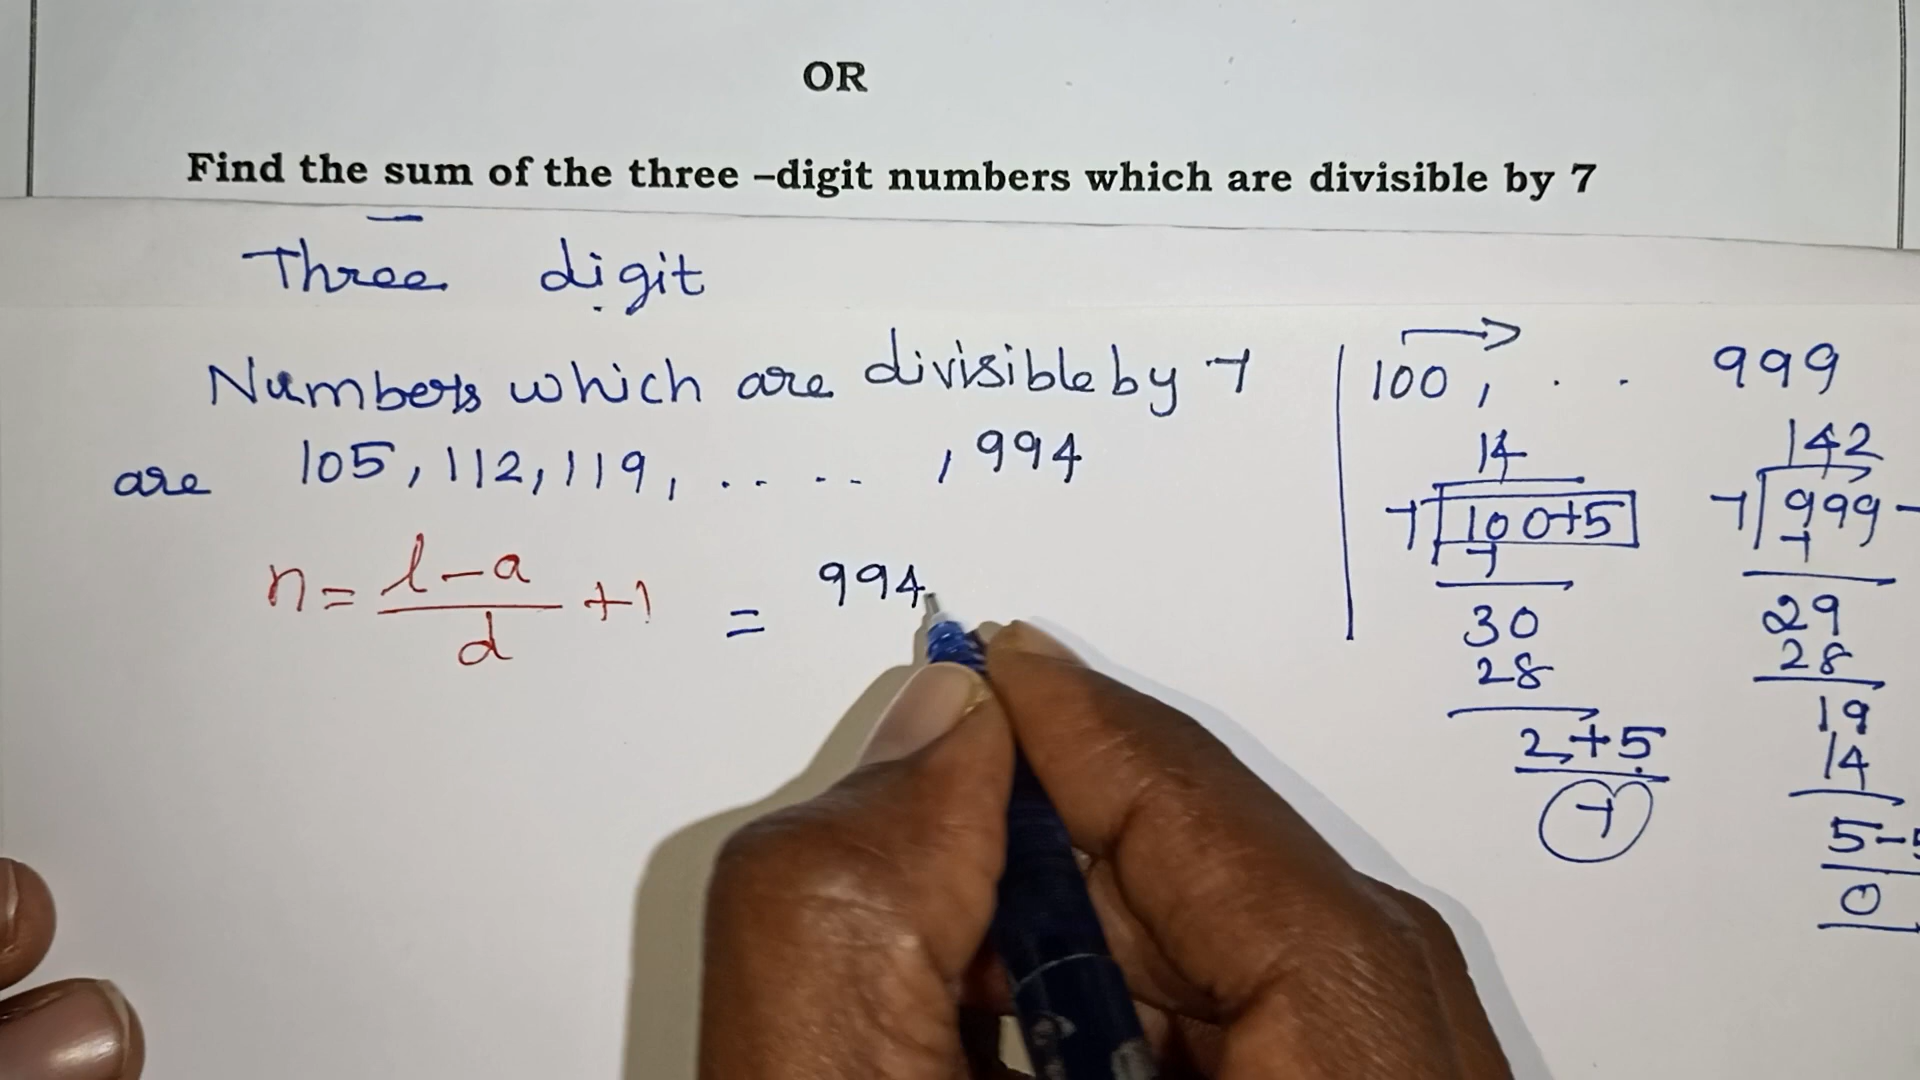 OR
Find the sum of the three –digit numbers which are divisible by 7
Three digit
Numbers which are divisible by 7
are 105, 112, 119, . . . . . , 994
n = l-a/d +1 = 994
100, . . 999
14
7 100+5
7
30
28
2+5
7
142
7 999-
7
29
28
19
14
5-5
0